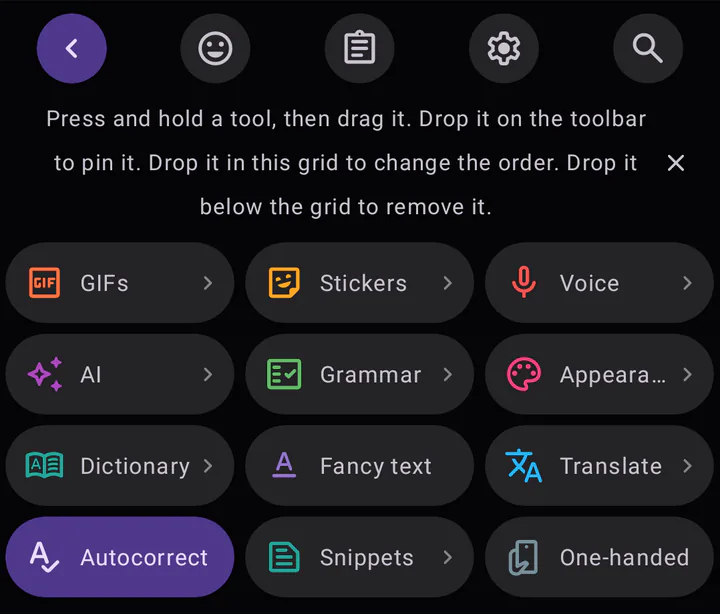 Press and hold a tool, then drag it. Drop it on the toolbar
to pin it. Drop it in this grid to change the order. Drop it
below the grid to remove it.
GIF GIFs
Stickers
Voice
AI
Grammar
Appeara...
A Dictionary
A Fancy text
Translate
Autocorrect
Snippets
One-handed